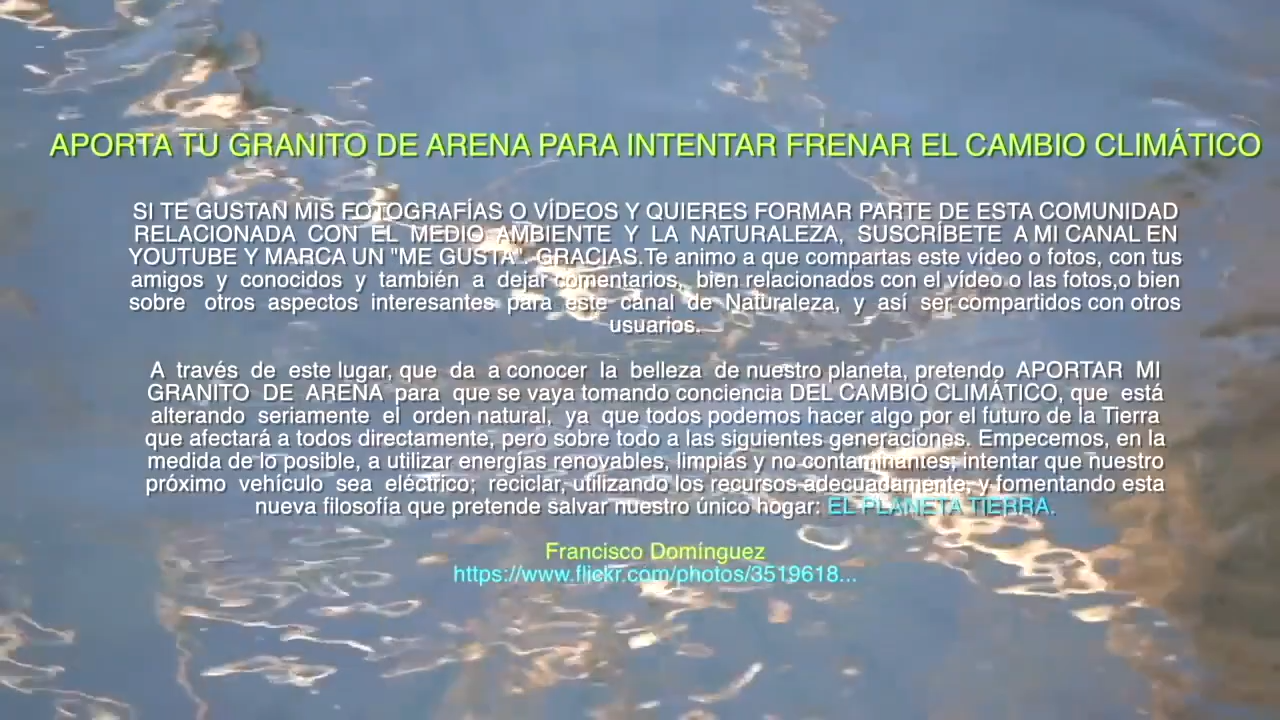 APORTA TU GRANITO DE ARENA PARA INTENTAR FRENAR EL CAMBIO CLIMÁTICO
SI TE GUSTAN MIS FOTOGRAFÍAS O VÍDEOS Y QUIERES FORMAR PARTE DE ESTA COMUNIDAD
RELACIONADA CON EL MEDIO AMBIENTE Y LA NATURALEZA, SUSCRÍBETE A MI CANAL EN
YOUTUBE Y MARCA UN "ME GUSTA". GRACIAS.Te animo a que compartas este vídeo o fotos, con tus
amigos y conocidos y también a dejar comentarios, bien relacionados con el vídeo o las fotos,o bien
sobre otros aspectos interesantes para este canal de Naturaleza, y así ser compartidos con otros
usuarios.
A través de este lugar, que da a conocer la belleza de nuestro planeta, pretendo APORTAR MI
GRANITO DE ARENA para que se vaya tomando conciencia DEL CAMBIO CLIMÁTICO, que está
alterando seriamente el orden natural, ya que todos podemos hacer algo por el futuro de la Tierra
que afectará a todos directamente, pero sobre todo a las siguientes generaciones. Empecemos, en la
medida de lo posible, a utilizar energías renovables, limpias y no contaminantes; intentar que nuestro
próximo vehículo sea eléctrico; reciclar, utilizando los recursos adecuadamente, y fomentando esta
nueva filosofía que pretende salvar nuestro único hogar: EL PLANETA TIERRA.
Francisco Domínguez
https://www.flickr.com/photos/3519618...